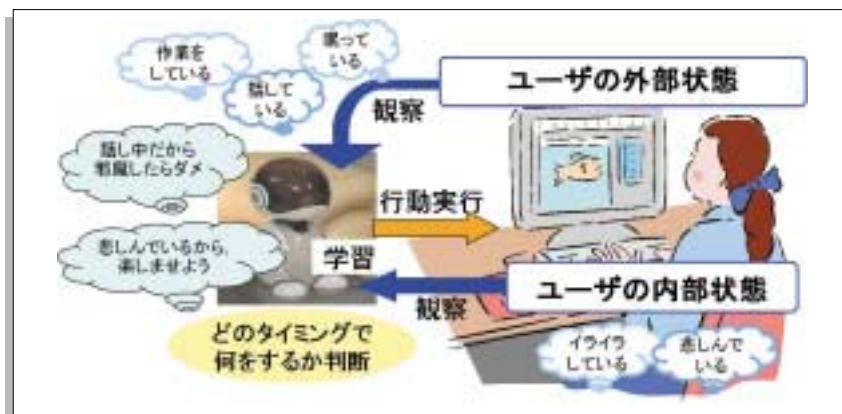 作業を
している
眠って
いる
話して
いる
ユーザの外部状態
観察
話し中だから
邪魔したらダメ
行動実行
悲しんでいるから、
楽しませよう
学習
ユーザの内部状態
観察
どのタイミングで
何をするか判断
イライラ
している
悲しんで
いる